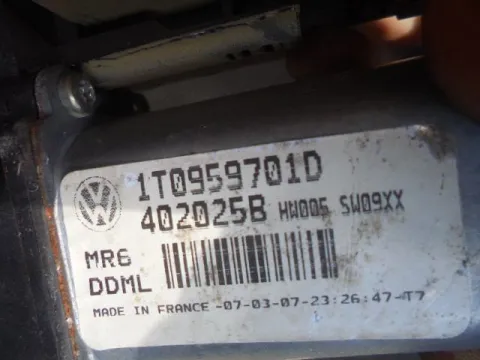 1T0959701D
402025B HW005 SW09XX
MR6
DDML
MADE IN FRANCE -07-03-07-23:26:47-T7